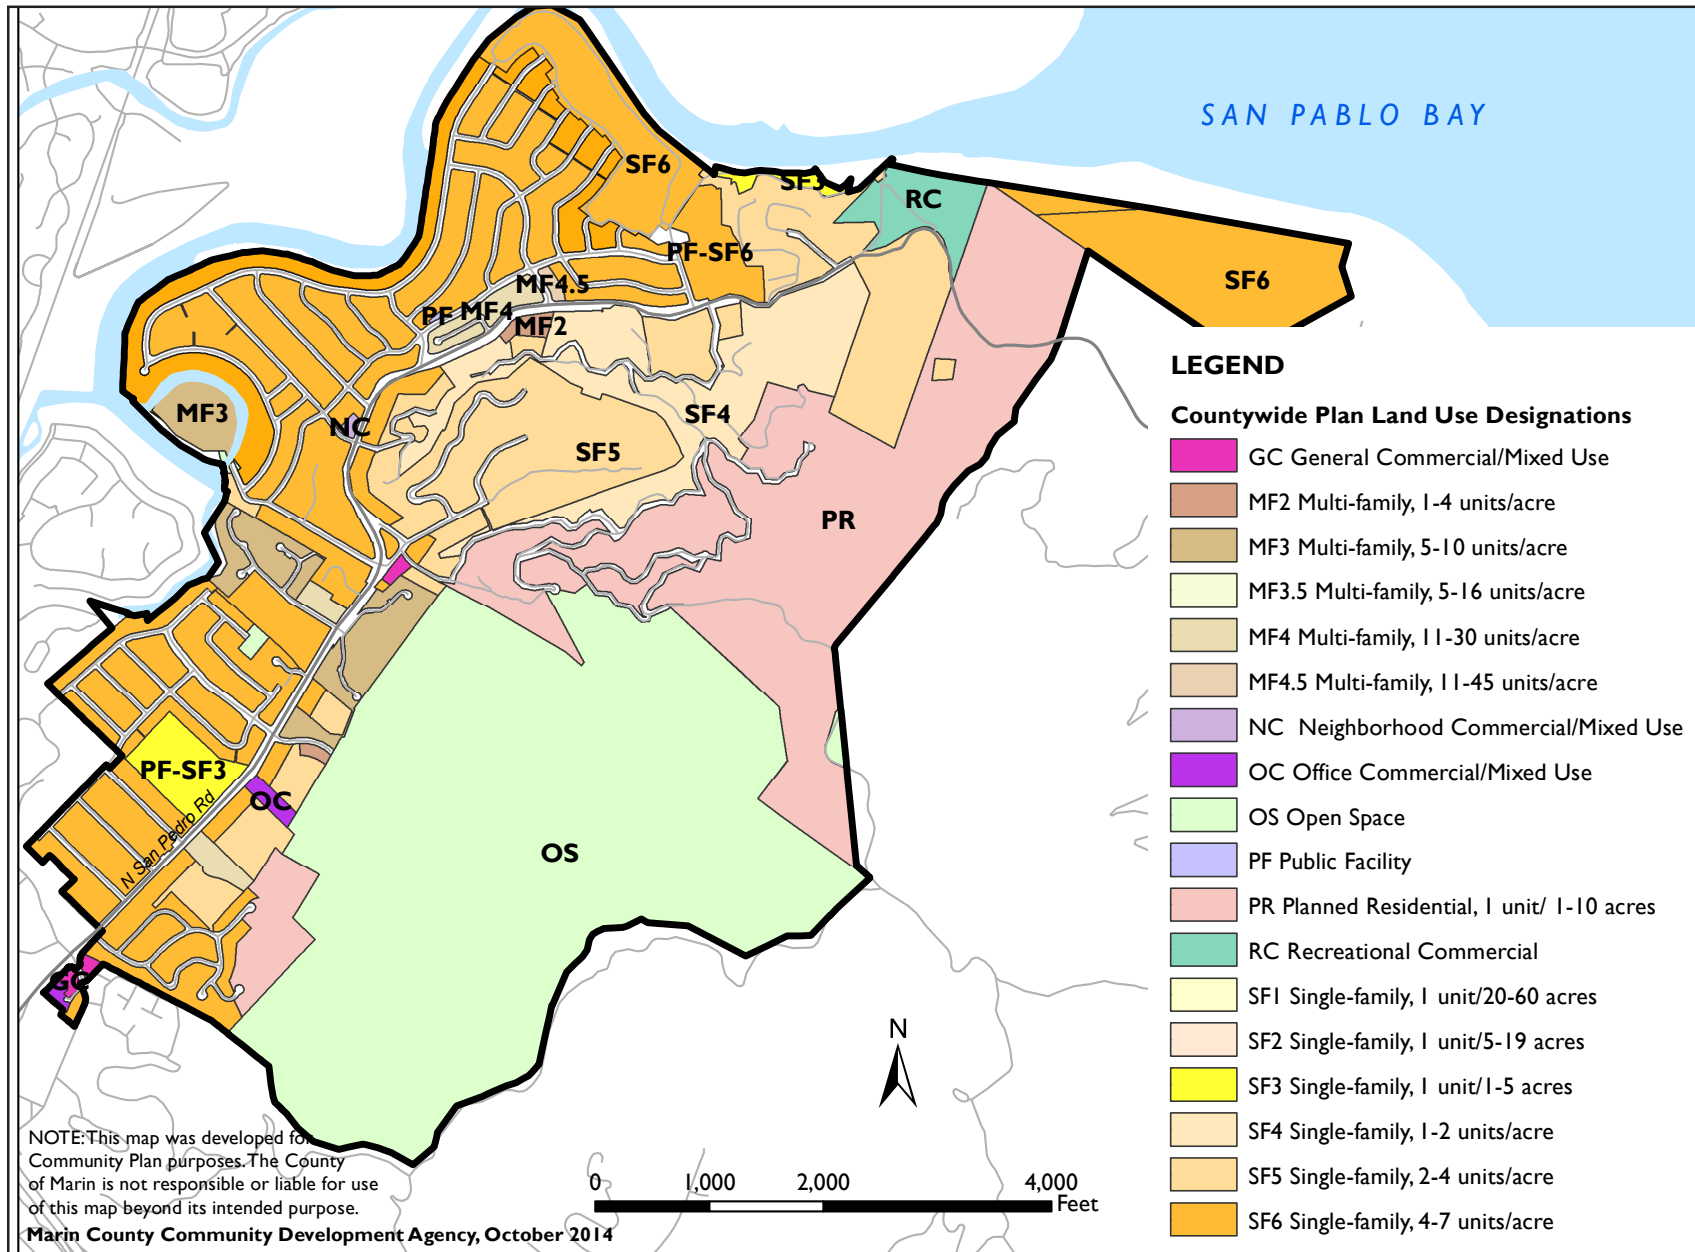 SAN PABLO BAY
SF6
SF3
RC
PF-SF6
SF6
MF4.5
PF
MF4
MF2
MF3
NC
SF4
SF5
PR
PF-SF3
OC
N San Pedro Rd
OS
GC
LEGEND
Countywide Plan Land Use Designations
GC General Commercial/Mixed Use
MF2 Multi-family, 1-4 units/acre
MF3 Multi-family, 5-10 units/acre
MF3.5 Multi-family, 5-16 units/acre
MF4 Multi-family, 11-30 units/acre
MF4.5 Multi-family, 11-45 units/acre
NC Neighborhood Commercial/Mixed Use
OC Office Commercial/Mixed Use
OS Open Space
PF Public Facility
PR Planned Residential, 1 unit/ 1-10 acres
RC Recreational Commercial
SF1 Single-family, 1 unit/20-60 acres
SF2 Single-family, 1 unit/5-19 acres
SF3 Single-family, 1 unit/1-5 acres
SF4 Single-family, 1-2 units/acre
SF5 Single-family, 2-4 units/acre
SF6 Single-family, 4-7 units/acre
N
0 1,000 2,000 4,000
Feet
NOTE: This map was developed for
Community Plan purposes. The County
of Marin is not responsible or liable for use
of this map beyond its intended purpose.
Marin County Community Development Agency, October 2014